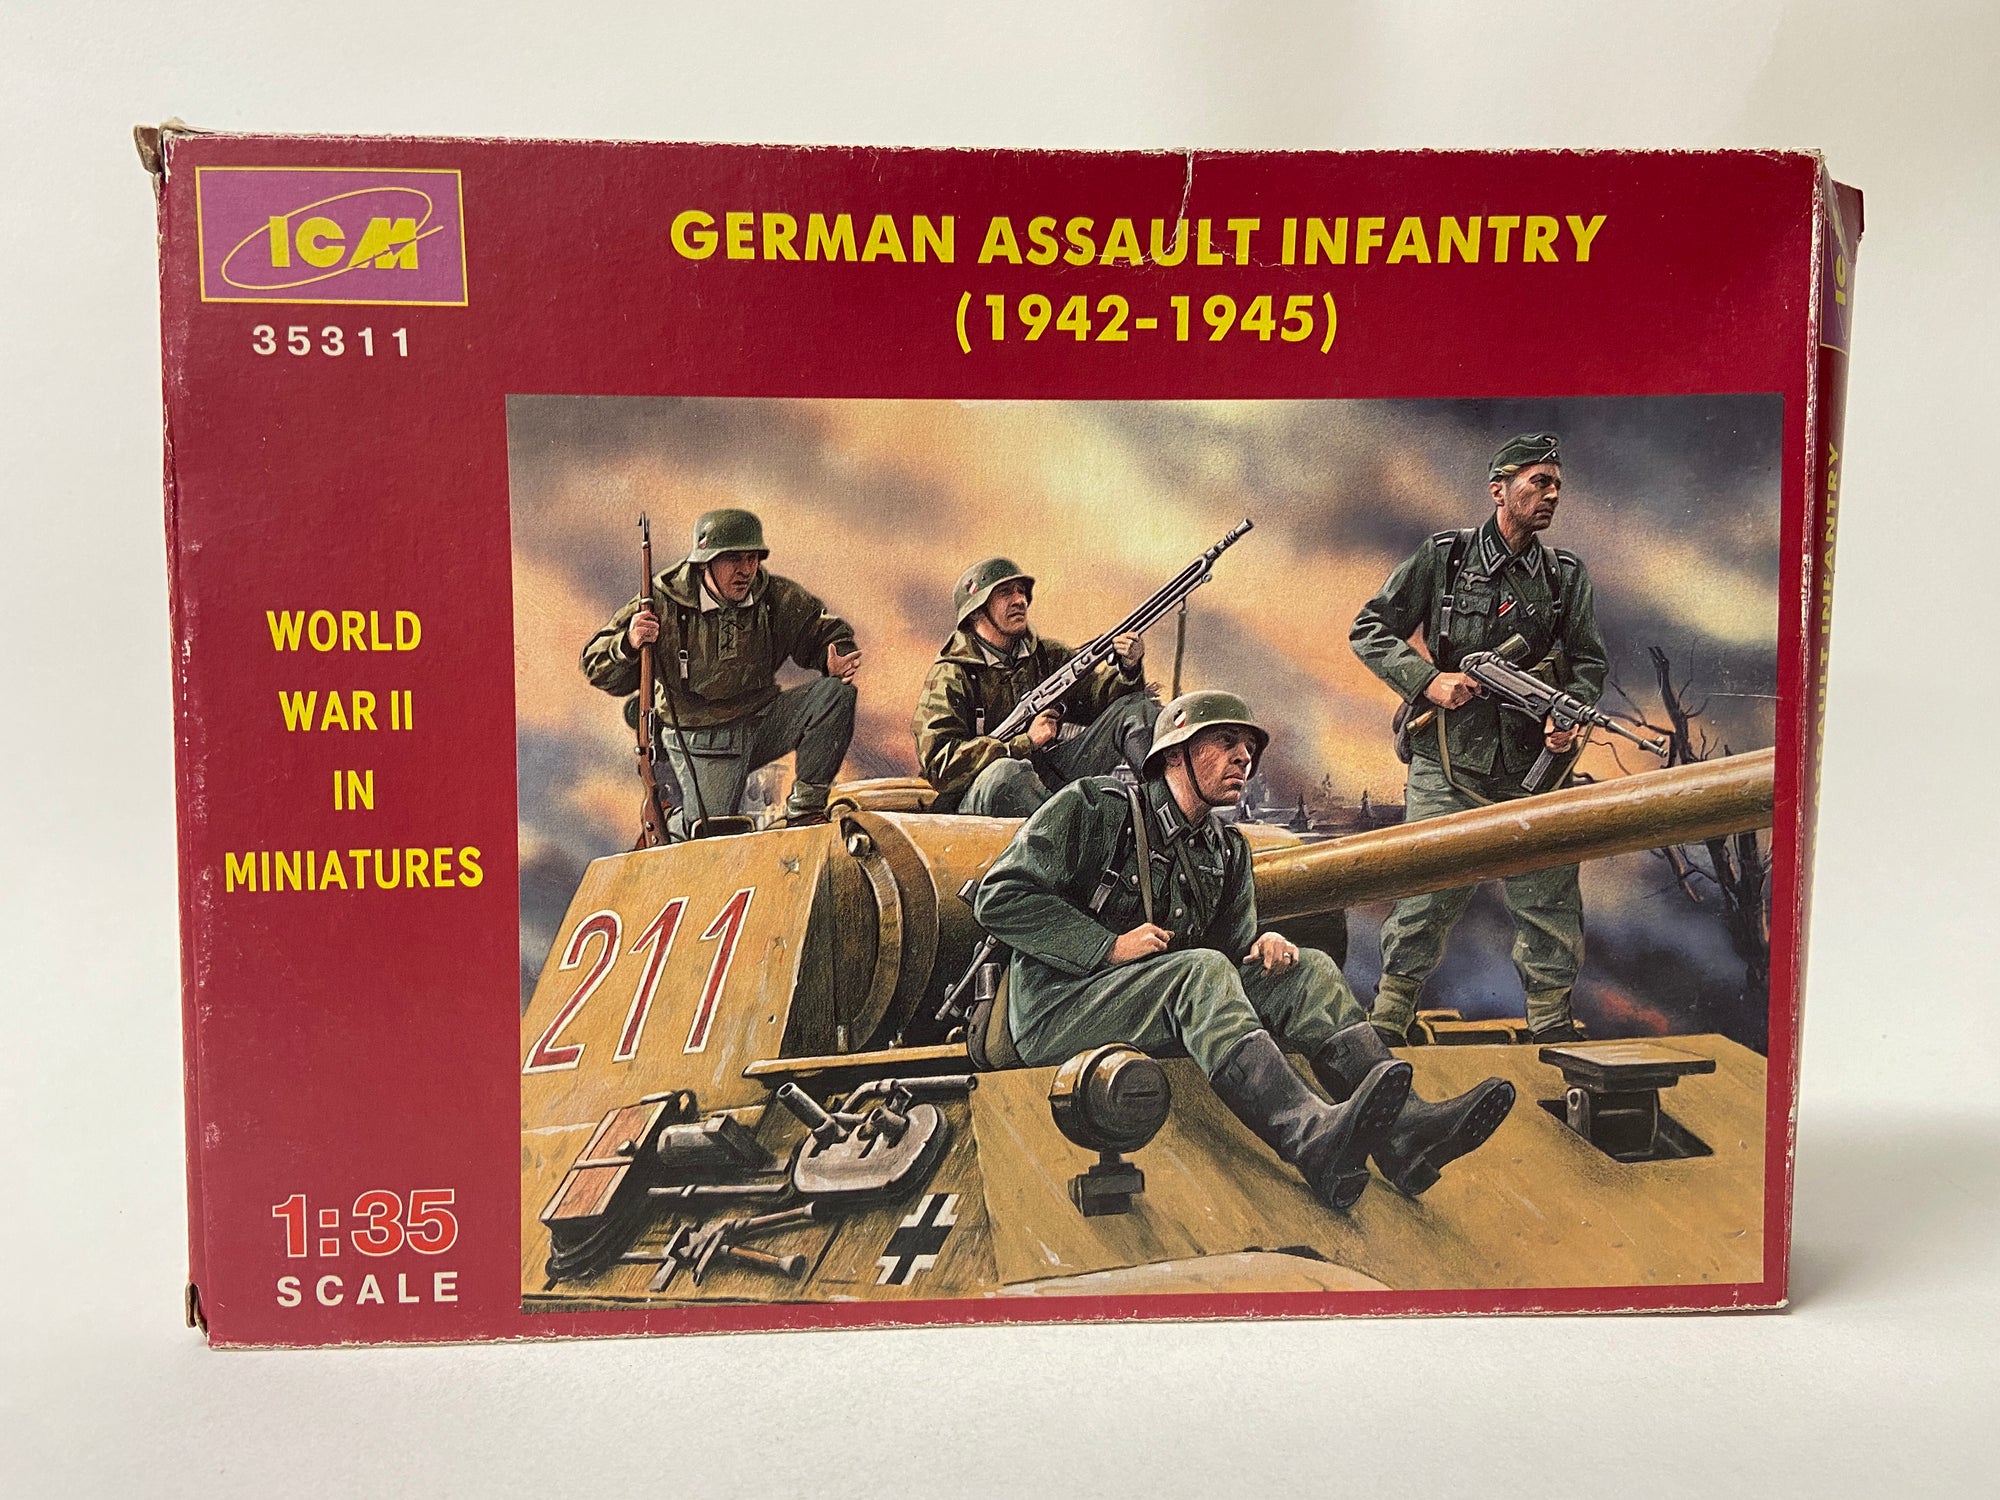 ICM
35311
GERMAN ASSAULT INFANTRY
(1942-1945)
WORLD
WAR II
IN
MINIATURES
211
1:35
SCALE